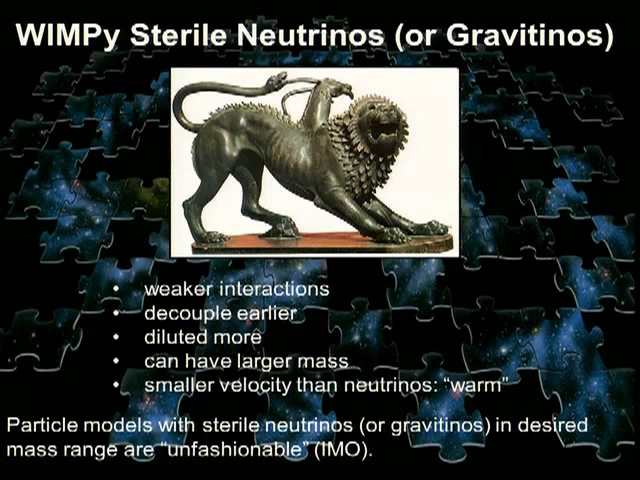 WIMPy Sterile Neutrinos (or Gravitinos)
• weaker interactions
• decouple earlier
• diluted more
• can have larger mass
• smaller velocity than neutrinos: “warm”
Particle models with sterile neutrinos (or gravitinos) in desired
mass range are “unfashionable” (IMO).